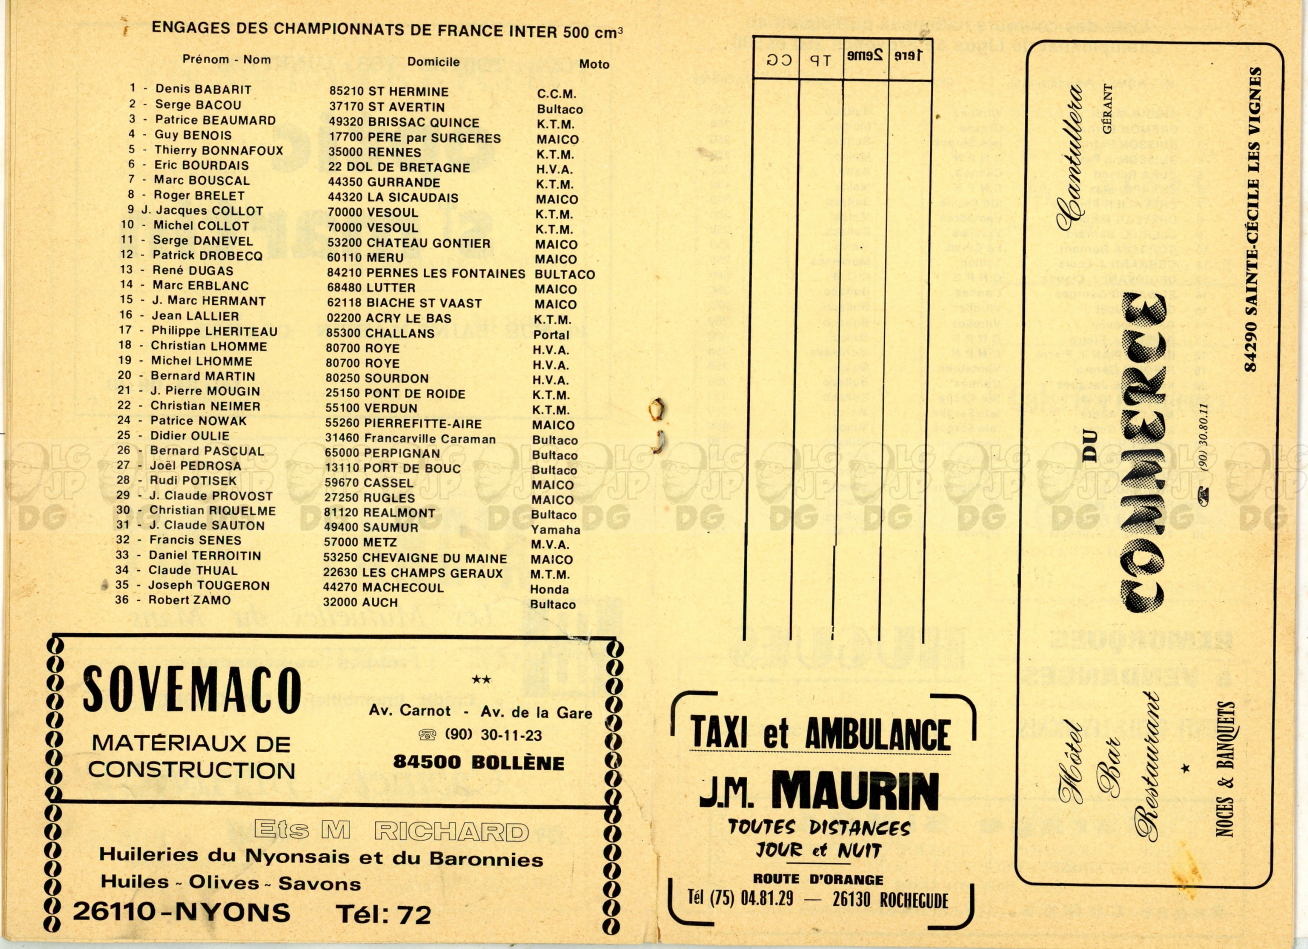 ENGAGES DES CHAMPIONNATS DE FRANCE INTER 500 cm³
Prénom - Nom Domicile Moto
1 - Denis BABARIT 85210 ST HERMINE C.C.M.
2 - Serge BACOU 37170 ST AVERTIN Bultaco
3 - Patrice BEAUMARD 49320 BRISSAC QUINCE K.T.M.
4 - Guy BENOIS 17700 PERE par SURGERES MAICO
5 - Thierry BONNAFOUX 35000 RENNES K.T.M.
6 - Eric BOURDAIS 22 DOL DE BRETAGNE H.V.A.
7 - Marc BOUSCAL 44350 GURRANDE K.T.M.
8 - Roger BRELET 44320 LA SICAUDAIS MAICO
9 J. Jacques COLLOT 70000 VESOUL K.T.M.
10 - Michel COLLOT 70000 VESOUL K.T.M.
11 - Serge DANEVEL 53200 CHATEAU GONTIER MAICO
12 - Patrick DROBECQ 60110 MERU MAICO
13 - René DUGAS 84210 PERNES LES FONTAINES BULTACO
14 - Marc ERBLANC 68480 LUTTER MAICO
15 - J. Marc HERMANT 62118 BIACHE ST VAAST MAICO
16 - Jean LALLIER 02200 ACRY LE BAS K.T.M.
17 - Philippe LHERITEAU 85300 CHALLANS Portal
18 - Christian LHOMME 80700 ROYE H.V.A.
19 - Michel LHOMME 80700 ROYE H.V.A.
20 - Bernard MARTIN 80250 SOURDON H.V.A.
21 - J. Pierre MOUGIN 25150 PONT DE ROIDE K.T.M.
22 - Christian NEIMER 55100 VERDUN K.T.M.
24 - Patrice NOWAK 55260 PIERREFITTE-AIRE MAICO
25 - Didier OULIE 31460 Francarville Caraman Bultaco
26 - Bernard PASCUAL 65000 PERPIGNAN Bultaco
27 - Joël PEDROSA 13110 PORT DE BOUC Bultaco
28 - Rudi POTISEK 59670 CASSEL MAICO
29 - J. Claude PROVOST 27250 RUGLES MAICO
30 - Christian RIQUELME 81120 REALMONT Bultaco
31 - J. Claude SAUTON 49400 SAUMUR Yamaha
32 - Francis SENES 57000 METZ M.V.A.
33 - Daniel TERROITIN 53250 CHEVAIGNE DU MAINE MAICO
34 - Claude THUAL 22630 LES CHAMPS GERAUX M.T.M.
35 - Joseph TOUGERON 44270 MACHECOUL Honda
36 - Robert ZAMO 32000 AUCH Bultaco
SOVEMACO
MATÉRIAUX DE
CONSTRUCTION
★★
Av. Carnot - Av. de la Gare
☎ (90) 30-11-23
84500 BOLLÈNE
Ets M RICHARD
Huileries du Nyonsais et du Baronnies
Huiles - Olives - Savons
26110-NYONS Tél: 72
CG TP 2eme 1ere
TAXI et AMBULANCE
J.M. MAURIN
TOUTES DISTANCES
JOUR et NUIT
ROUTE D'ORANGE
Tél (75) 04.81.29 — 26130 ROCHEGUDE
Hôtel
Bar
Restaurant
★
NOCES & BANQUETS
DU
COMMERCE
☎ (90) 30.80.11
Cantullera
GÉRANT
84290 SAINTE-CÉCILE LES VIGNES
LG JP DG